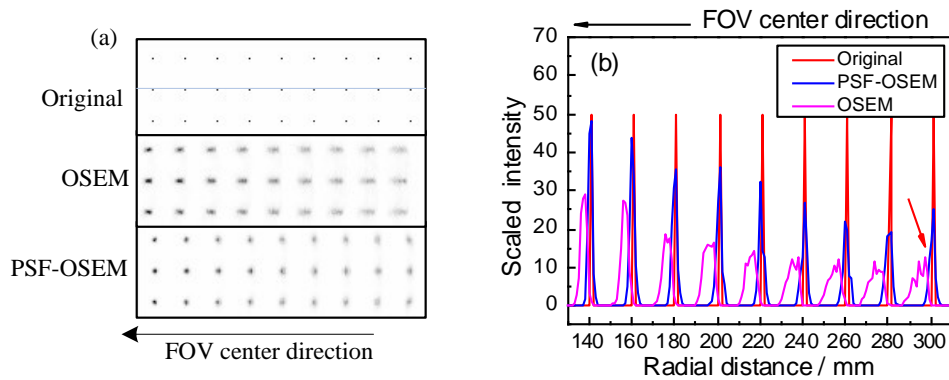 (a)
Original
OSEM
PSF-OSEM
FOV center direction
FOV center direction
(b)
Original
PSF-OSEM
OSEM
Scaled intensity
70
60
50
40
30
20
10
0
140 160 180 200 220 240 260 280 300
Radial distance / mm